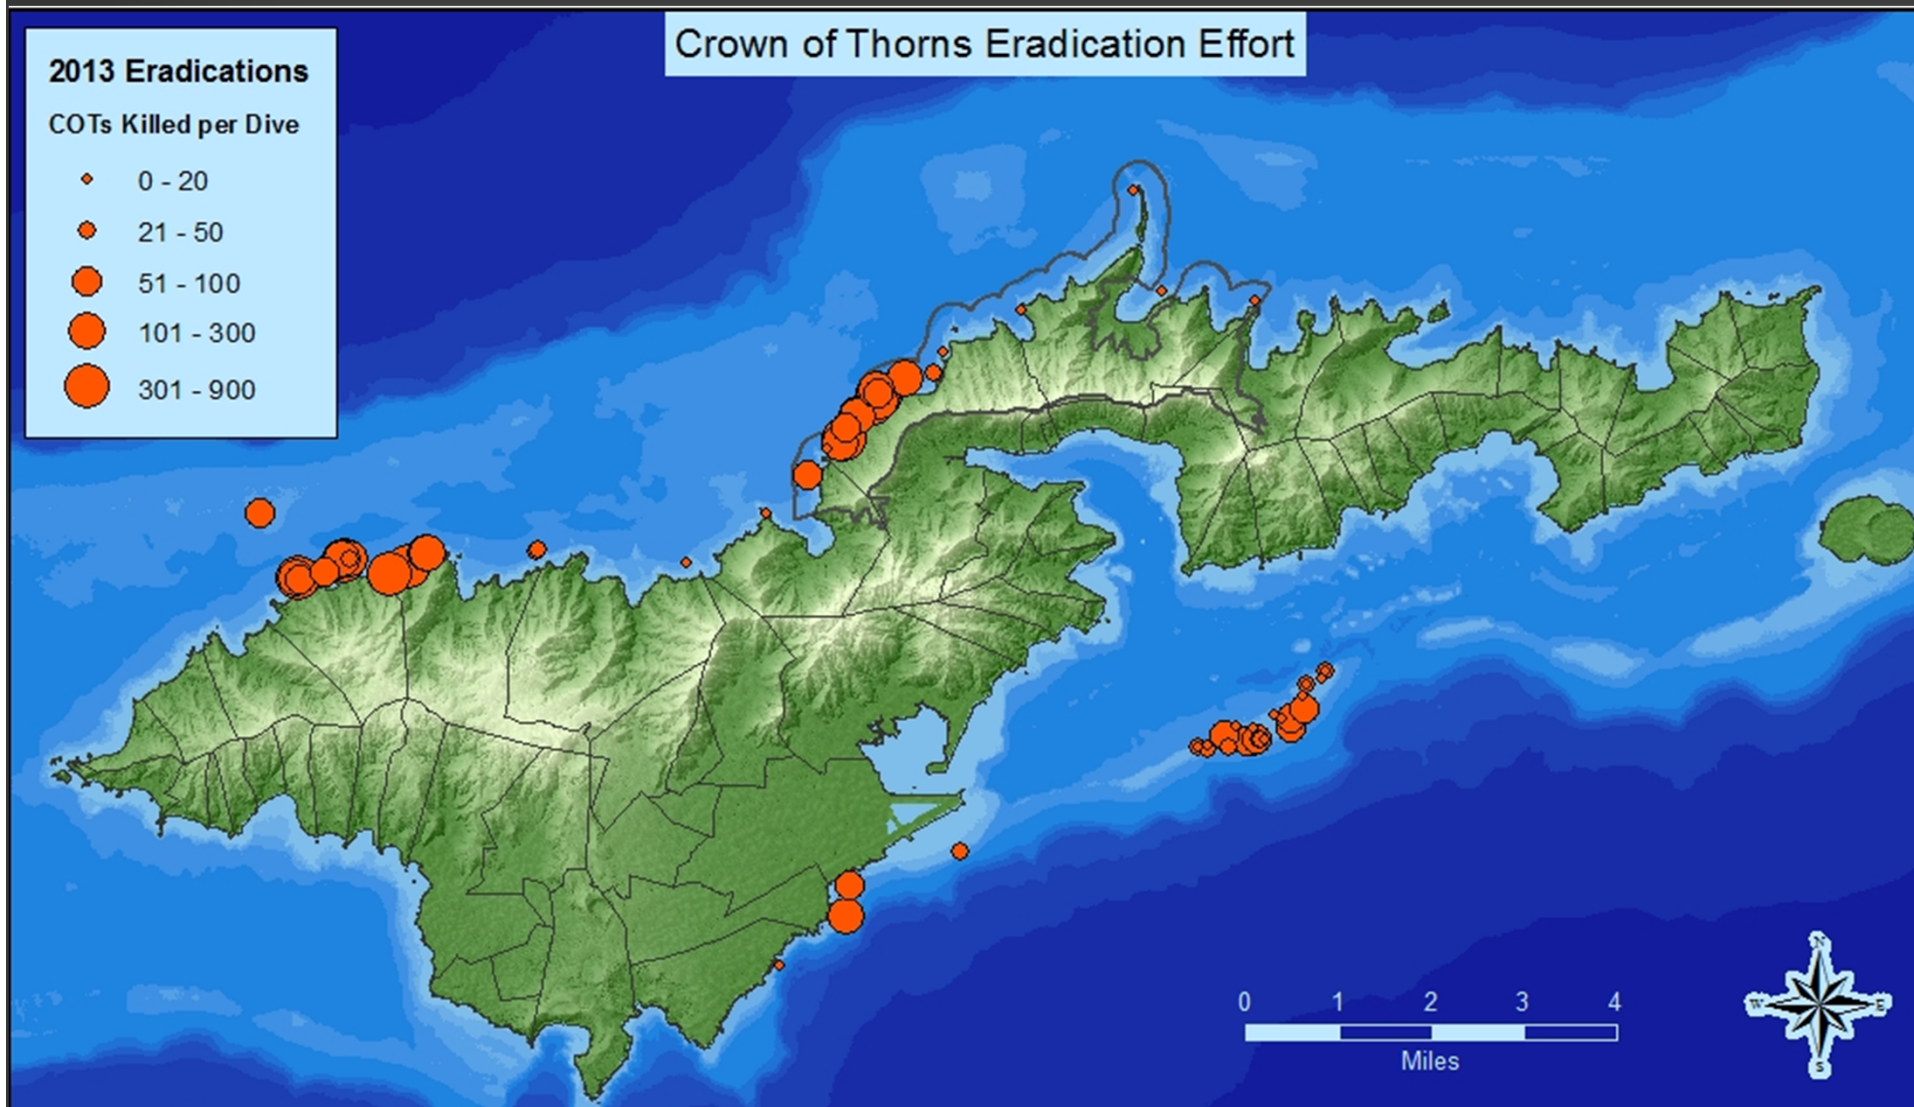 Crown of Thorns Eradication Effort
2013 Eradications
COTs Killed per Dive
0 - 20
21 - 50
51 - 100
101 - 300
301 - 900
N
W E
S
0 1 2 3 4
Miles